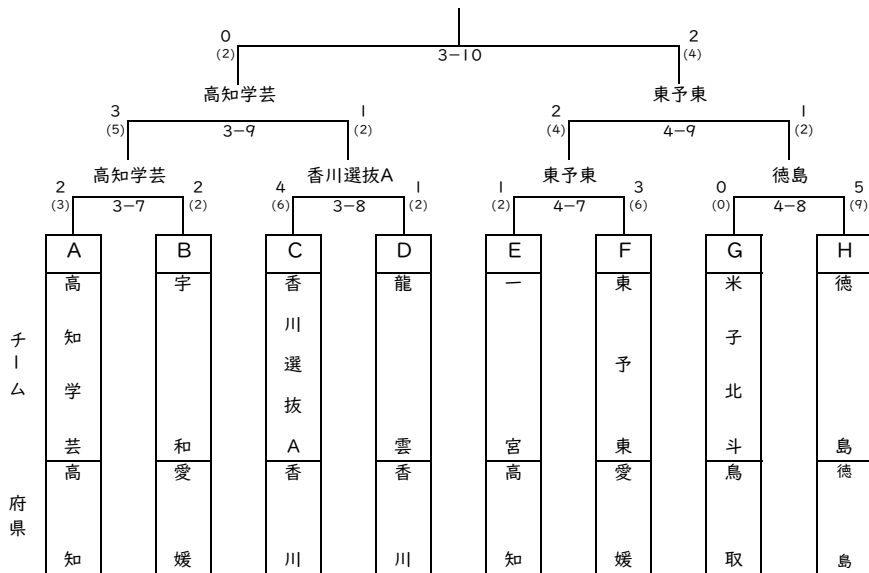 0 2
(2) 3-10 (4)
高知学芸 東予東
3 1 2 1
(5) 3-9 (2) (4) 4-9 (2)
高知学芸 香川選抜A 東予東 徳島
2 2 4 1 1 3 0 5
(3) 3-7 (2) (6) 3-8 (2) (2) 4-7 (6) (0) 4-8 (9)
A B C D E F G H
チーム
高知学芸
宇和
香川選抜A
龍雲
一宮
東予東
米子北斗
徳島
府県
高知
愛媛
香川
香川
高知
愛媛
鳥取
徳島